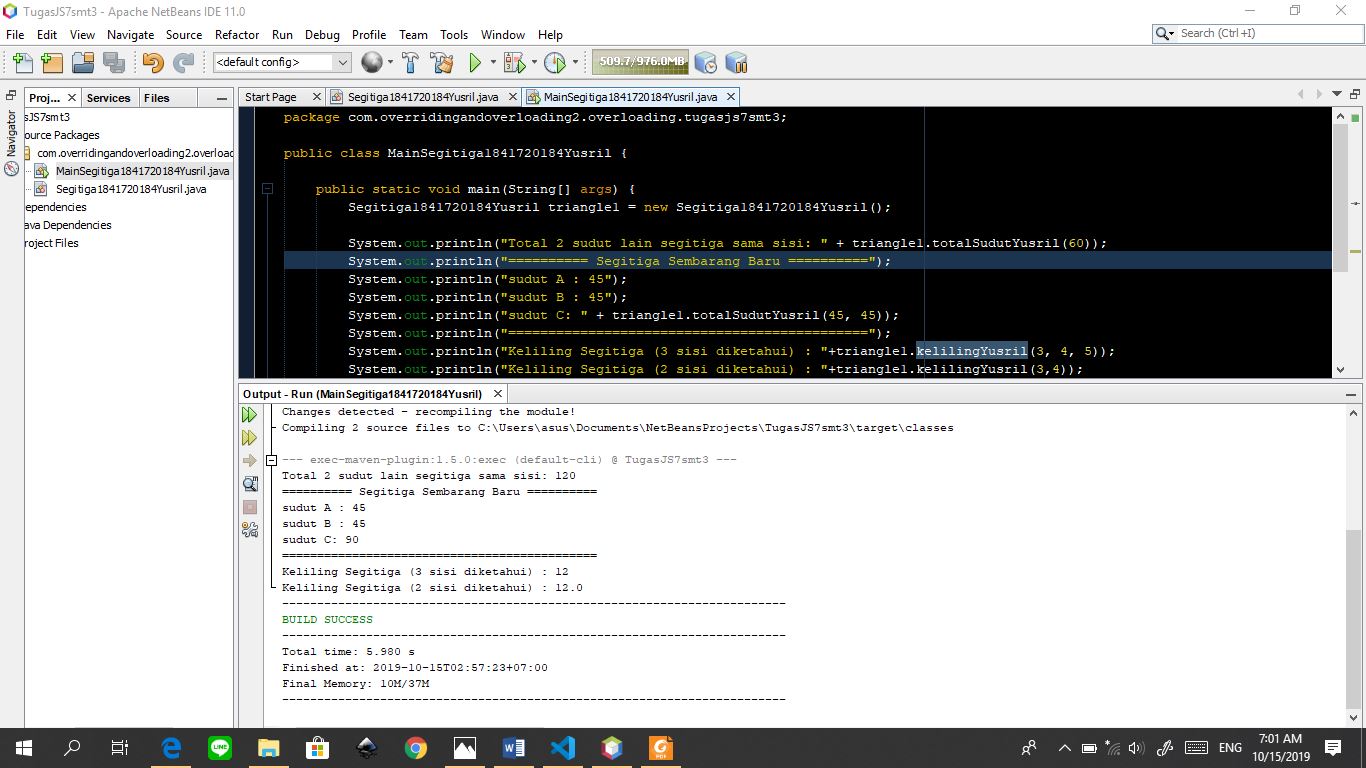 TugasJS7smt3 - Apache NetBeans IDE 11.0
File Edit View Navigate Source Refactor Run Debug Profile Team Tools Window Help
Search (Ctrl+I)
<default config>
509.7/976.0MB
Proj... Services Files
Start Page Segitiga1841720184Yusril.java MainSegitiga1841720184Yusril.java
Navigator
sJS7smt3
ource Packages
com.overridingandoverloading2.overloac
MainSegitiga1841720184Yusril.java
Segitiga1841720184Yusril.java
ependencies
ava Dependencies
roject Files
package com.overridingandoverloading2.overloading.tugasjs7smt3;
public class MainSegitiga1841720184Yusril {
public static void main(String[] args) {
Segitiga1841720184Yusril triangle1 = new Segitiga1841720184Yusril();
System.out.println("Total 2 sudut lain segitiga sama sisi: " + triangle1.totalSudutYusril(60));
System.out.println("========== Segitiga Sembarang Baru ==========");
System.out.println("sudut A : 45");
System.out.println("sudut B : 45");
System.out.println("sudut C: " + triangle1.totalSudutYusril(45, 45));
System.out.println("=============================================");
System.out.println("Keliling Segitiga (3 sisi diketahui) : "+triangle1.kelilingYusril(3, 4, 5));
System.out.println("Keliling Segitiga (2 sisi diketahui) : "+triangle1.kelilingYusril(3,4));
Output - Run (MainSegitiga1841720184Yusril)
Changes detected - recompiling the module!
Compiling 2 source files to C:\Users\asus\Documents\NetBeansProjects\TugasJS7smt3\target\classes
--- exec-maven-plugin:1.5.0:exec (default-cli) @ TugasJS7smt3 ---
Total 2 sudut lain segitiga sama sisi: 120
========== Segitiga Sembarang Baru ==========
sudut A : 45
sudut B : 45
sudut C: 90
=============================================
Keliling Segitiga (3 sisi diketahui) : 12
Keliling Segitiga (2 sisi diketahui) : 12.0
------------------------------------------------------------------------
BUILD SUCCESS
------------------------------------------------------------------------
Total time: 5.980 s
Finished at: 2019-10-15T02:57:23+07:00
Final Memory: 10M/37M
------------------------------------------------------------------------
LINE
PDF
ENG
7:01 AM
10/15/2019